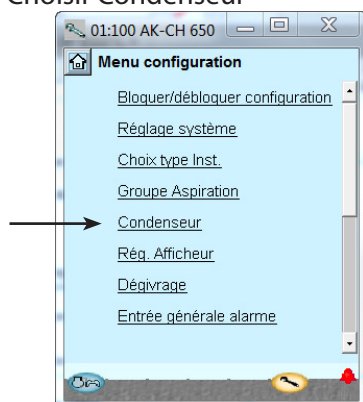 Choisir Condenseur
01:100 AK-CH 650
Menu configuration
Bloquer/débloquer configuration
Réglage système
Choix type Inst.
Groupe Aspiration
Condenseur
Rég. Afficheur
Dégivrage
Entrée générale alarme